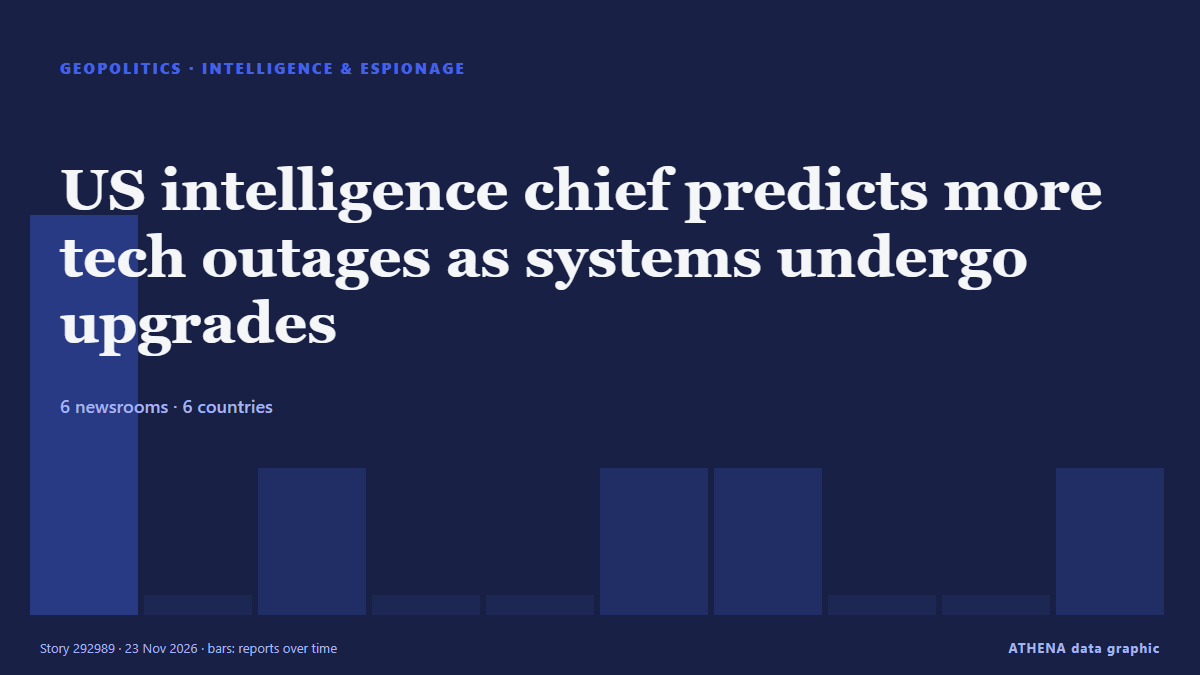 GEOPOLITICS · INTELLIGENCE & ESPIONAGE
US intelligence chief predicts more
tech outages as systems undergo
upgrades
6 newsrooms · 6 countries
Story 292989 · 23 Nov 2026 · bars: reports over time
ATHENA data graphic